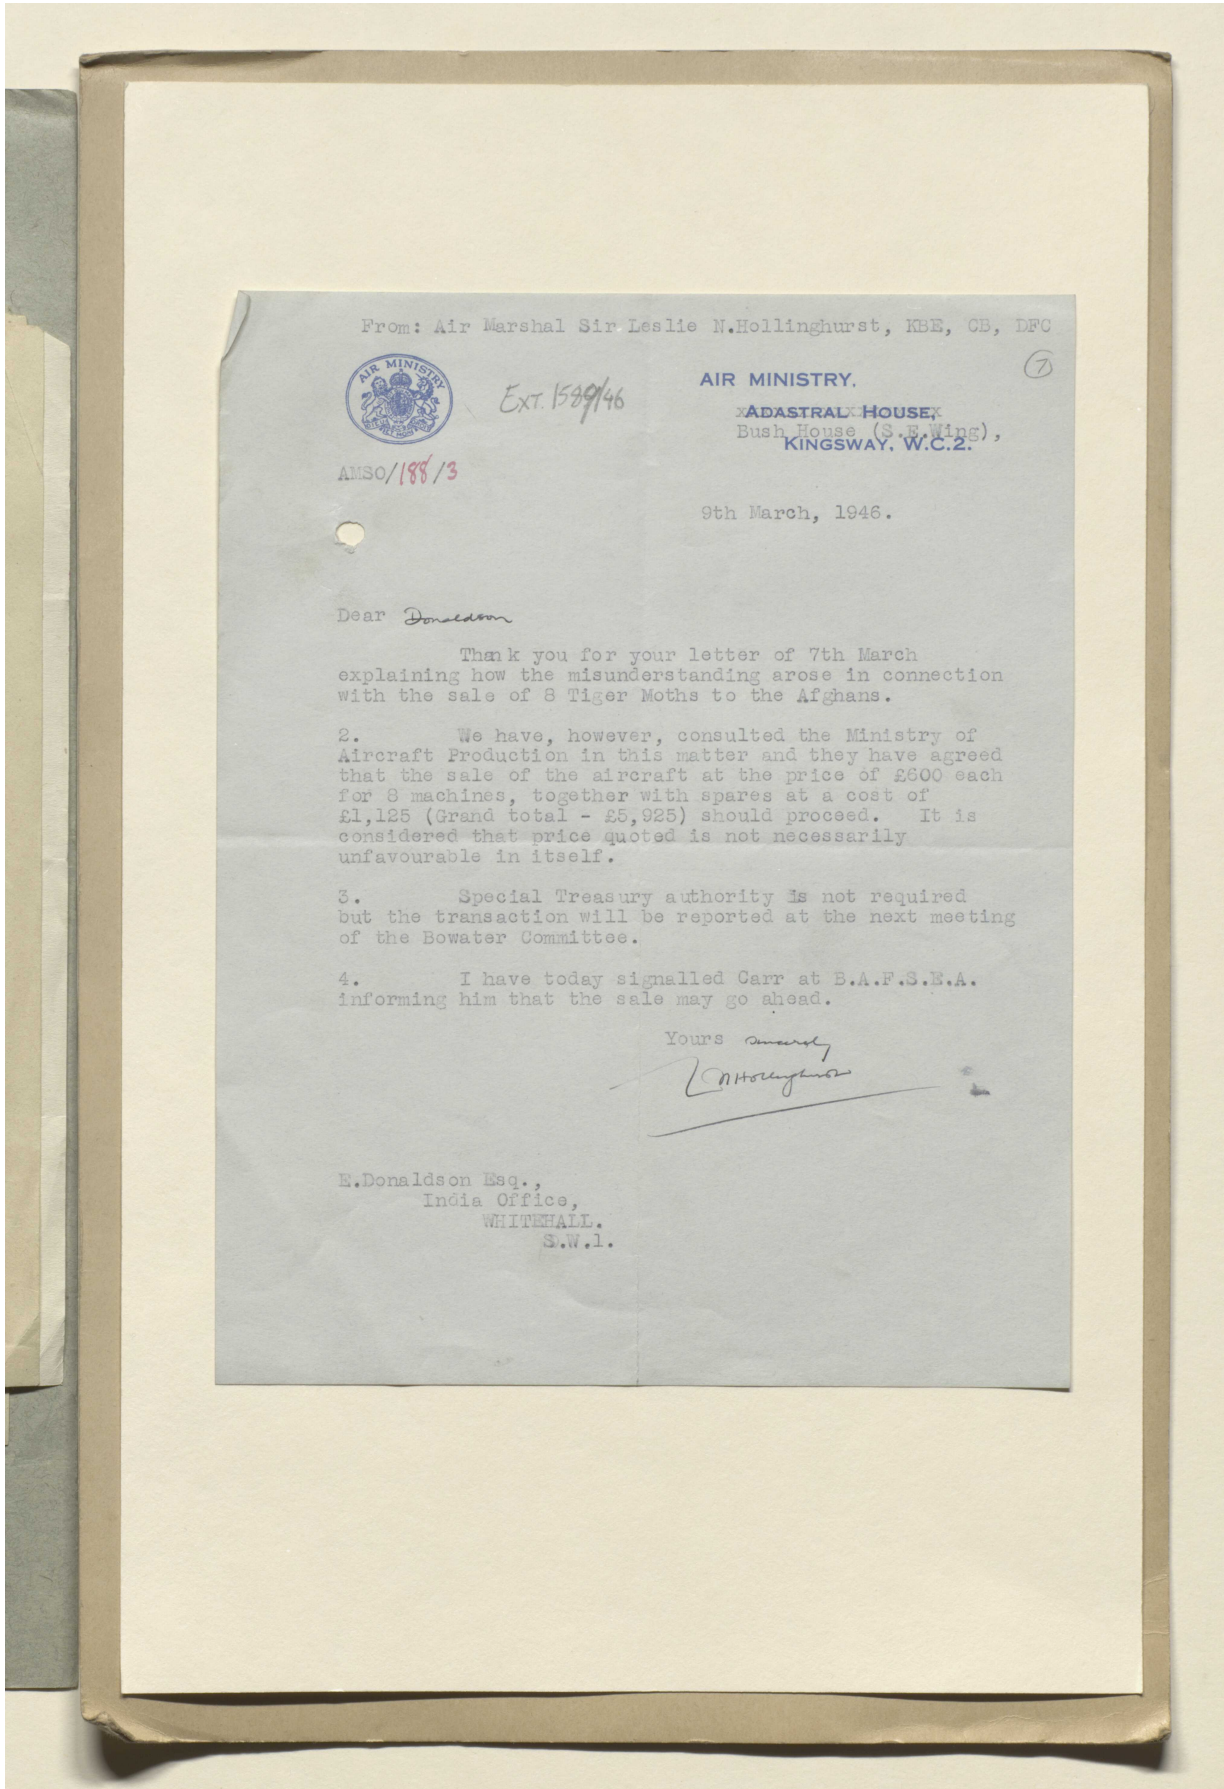 From: Air Marshal Sir Leslie N.Hollinghurst, KBE, CB, DFC
7
AIR MINISTRY
EXT. 1589/46
AIR MINISTRY,
ADASTRAL HOUSE,
Bush House (S.E.Wing),
KINGSWAY, W.C.2.
AMSO/188/3
9th March, 1946.
Dear Donaldson
Thank you for your letter of 7th March
explaining how the misunderstanding arose in connection
with the sale of 8 Tiger Moths to the Afghans.
2. We have, however, consulted the Ministry of
Aircraft Production in this matter and they have agreed
that the sale of the aircraft at the price of £600 each
for 8 machines, together with spares at a cost of
£1,125 (Grand total - £5,925) should proceed. It is
considered that price quoted is not necessarily
unfavourable in itself.
3. Special Treasury authority is not required
but the transaction will be reported at the next meeting
of the Bowater Committee.
4. I have today signalled Carr at B.A.F.S.E.A.
informing him that the sale may go ahead.
Yours sincerely
L N Hollinghurst
E.Donaldson Esq.,
India Office,
WHITEHALL.
S.W.1.